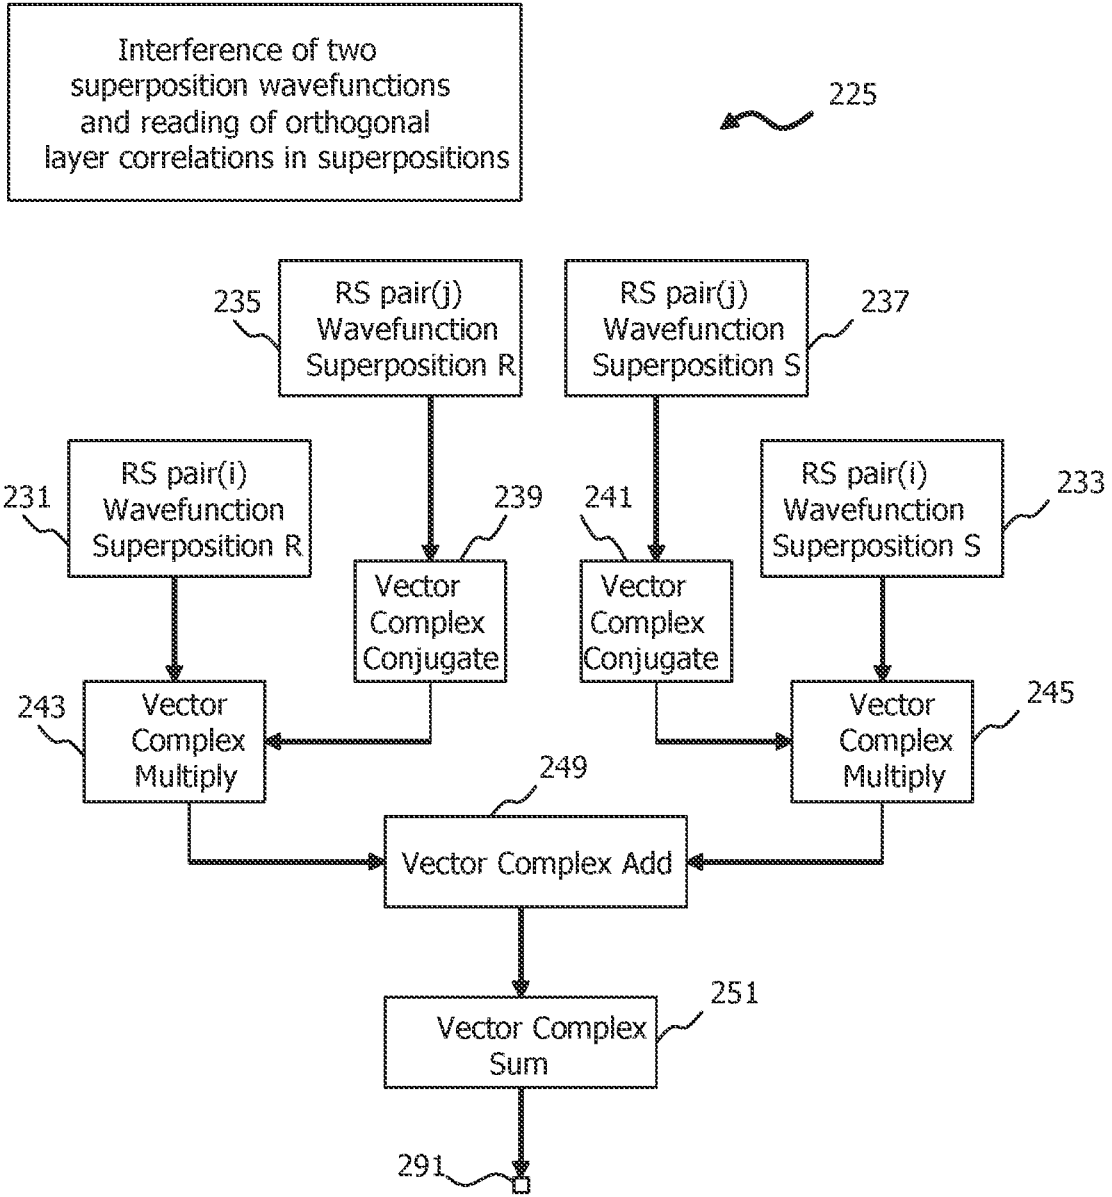 Interference of two
superposition wavefunctions
and reading of orthogonal
layer correlations in superpositions
225
235
RS pair(j)
Wavefunction
Superposition R
RS pair(j)
Wavefunction
Superposition S
237
231
RS pair(i)
Wavefunction
Superposition R
239
241
RS pair(i)
Wavefunction
Superposition S
233
Vector
Complex
Conjugate
Vector
Complex
Conjugate
243
Vector
Complex
Multiply
Vector
Complex
Multiply
245
249
Vector Complex Add
251
Vector Complex
Sum
291